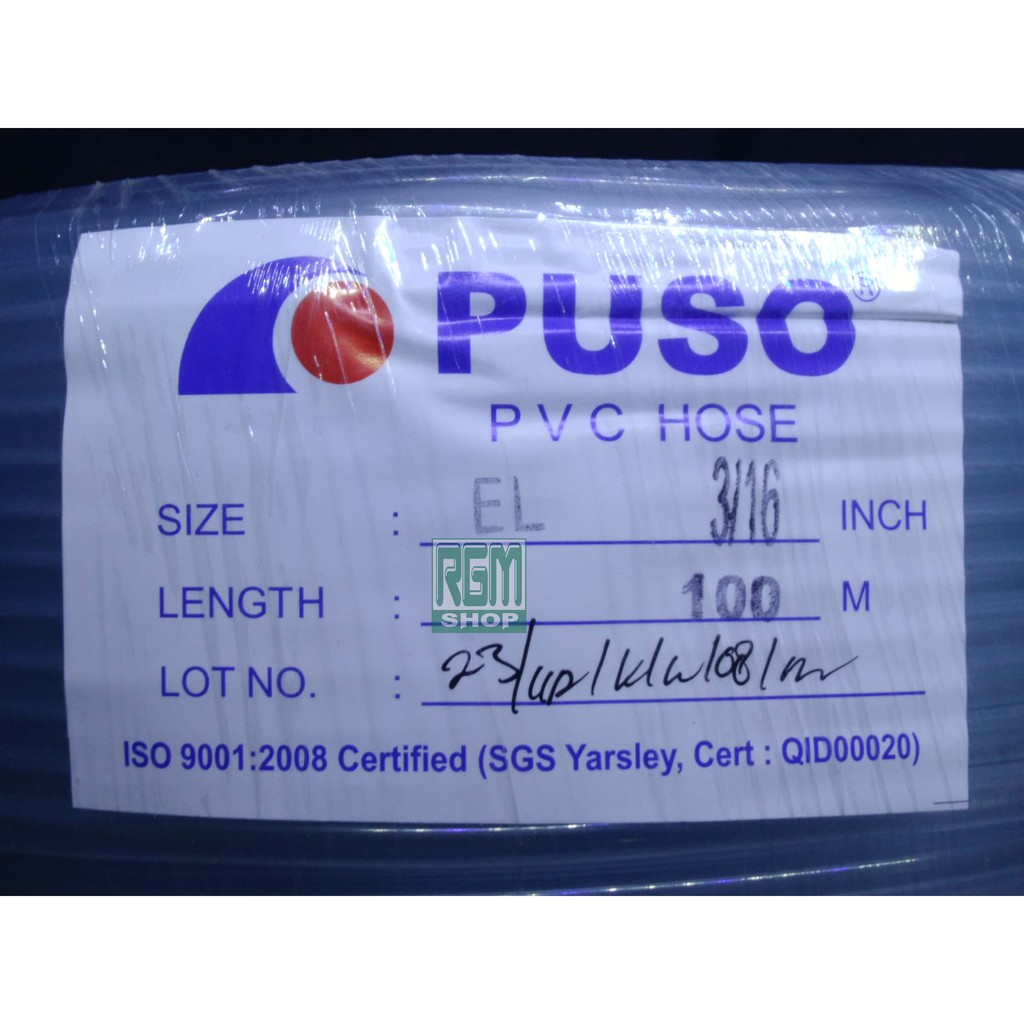 PUSO®
PVC HOSE
SIZE : EL 3/16 INCH
RGM
SHOP
LENGTH : 100 M
LOT NO. : 23/
ISO 9001:2008 Certified (SGS Yarsley, Cert : QID00020)